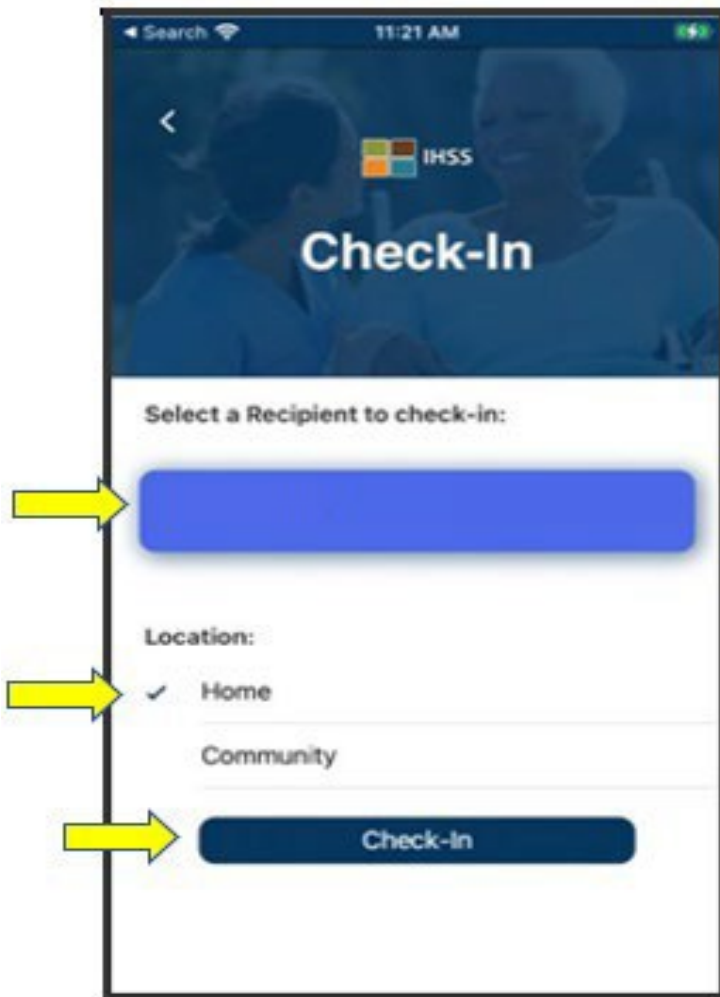 Search
11:21 AM
IHSS
Check-In
Select a Recipient to check-in:
Location:
Home
Community
Check-In